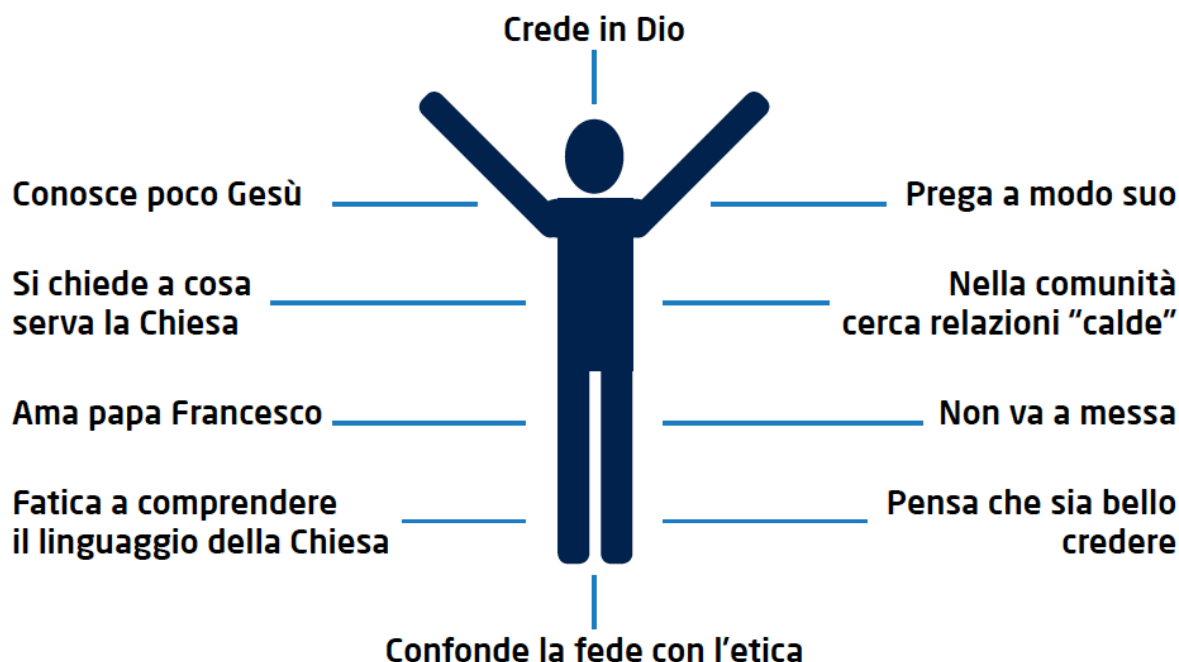 Crede in Dio
Conosce poco Gesù
Prega a modo suo
Si chiede a cosa
serva la Chiesa
Nella comunità
cerca relazioni “calde”
Ama papa Francesco
Non va a messa
Fatica a comprendere
il linguaggio della Chiesa
Pensa che sia bello
credere
Confonde la fede con l'etica